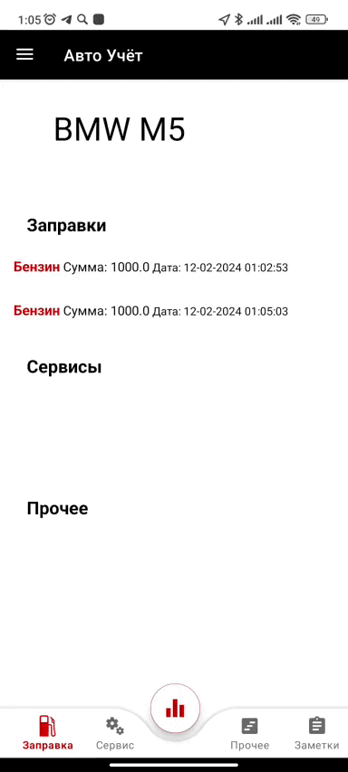 1:05
49
Авто Учёт
BMW M5
Заправки
Бензин Сумма: 1000.0 Дата: 12-02-2024 01:02:53
Бензин Сумма: 1000.0 Дата: 12-02-2024 01:05:03
Сервисы
Прочее
Заправка Сервис Прочее Заметки